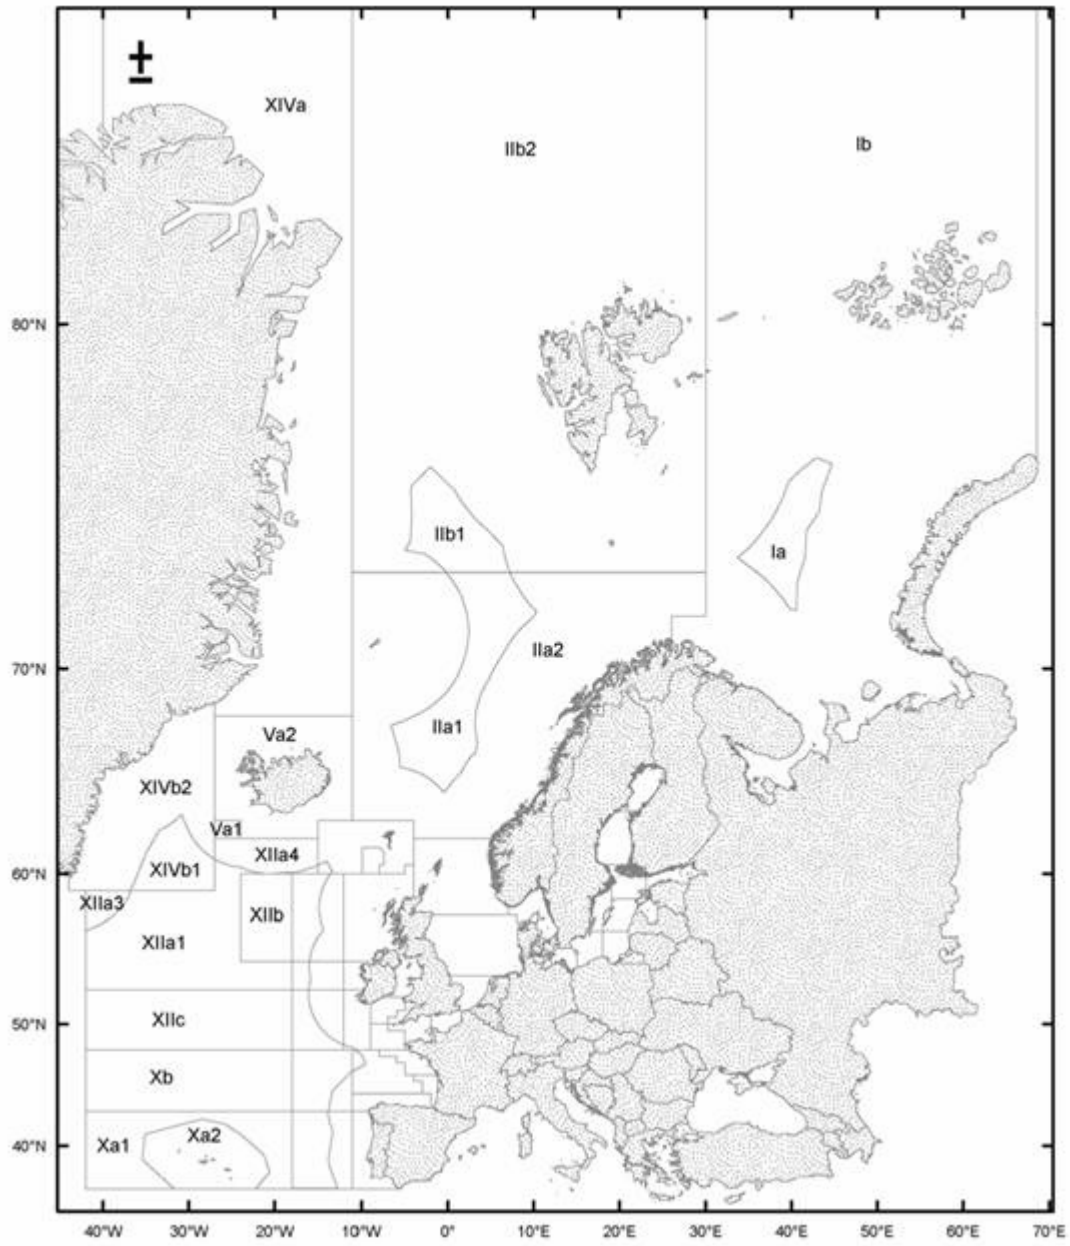 ±
XIVa
IIb2
Ib
80°N
IIb1
Ia
IIa2
70°N
IIa1
Va2
XIVb2
Va1
XIIa4
XIVb1
60°N
XIIa3
XIIb
XIIa1
XIIc
50°N
Xb
Xa2
Xa1
40°N
40°W 30°W 20°W 10°W 0° 10°E 20°E 30°E 40°E 50°E 60°E 70°E